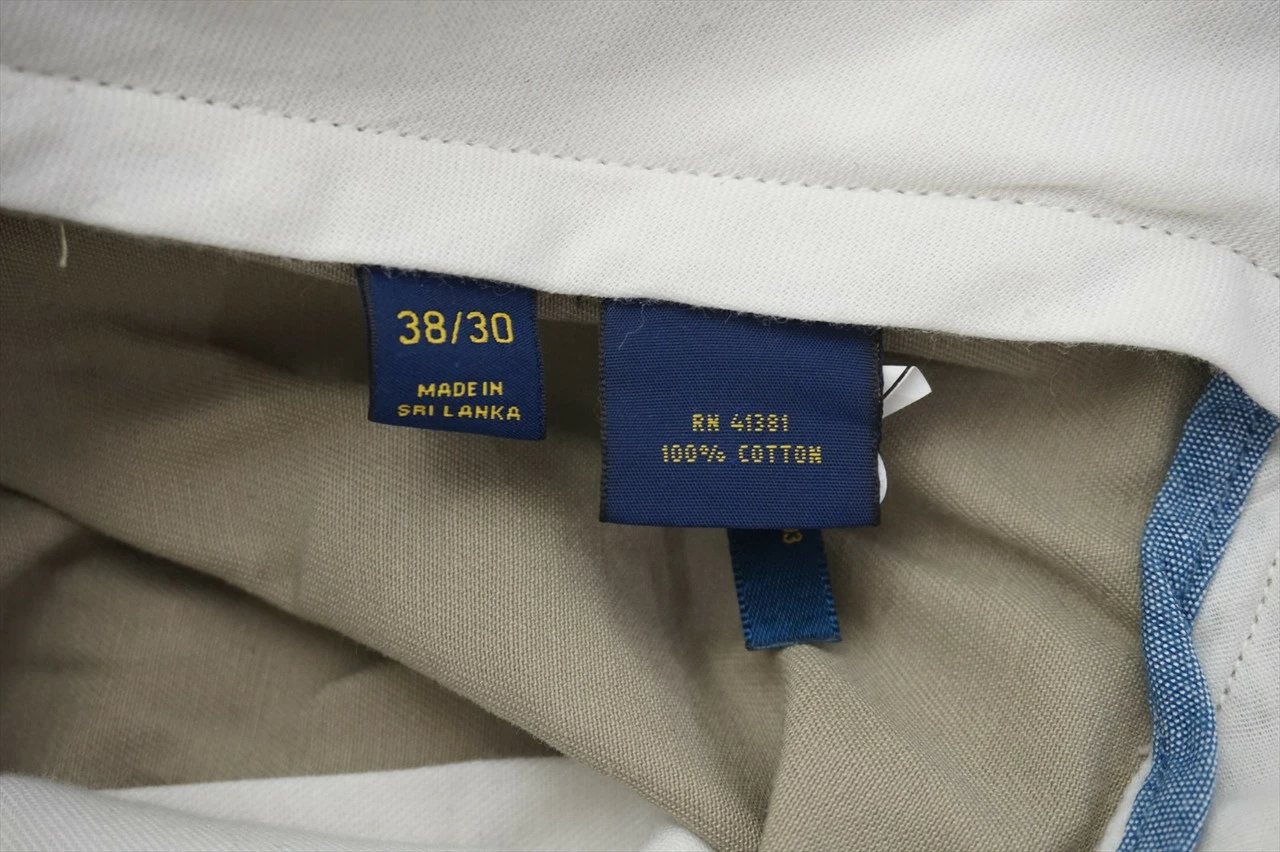 38/30
MADE IN
SRI LANKA
RN 41381
100% COTTON